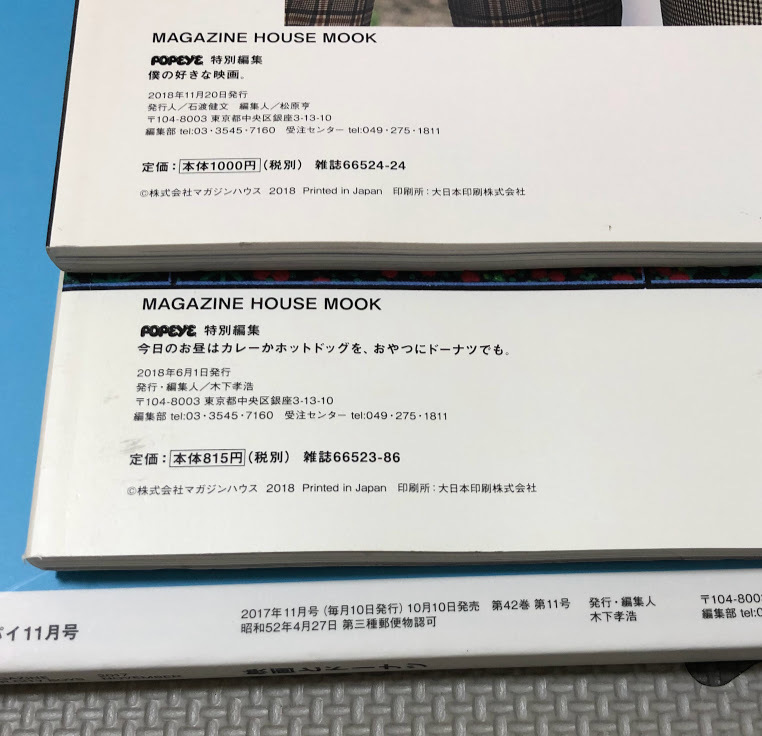 MAGAZINE HOUSE MOOK
POPEYE 特別編集
僕の好きな映画。
2018年11月20日発行
発行人／石渡健文　編集人／松原亨
〒104-8003 東京都中央区銀座3-13-10
編集部 tel:03・3545・7160　受注センター tel:049・275・1811
定価：本体1000円（税別）　雑誌66524-24
©株式会社マガジンハウス 2018 Printed in Japan　印刷所：大日本印刷株式会社
MAGAZINE HOUSE MOOK
POPEYE 特別編集
今日のお昼はカレーかホットドッグを、おやつにドーナツでも。
2018年6月1日発行
発行・編集人／木下孝浩
〒104-8003 東京都中央区銀座3-13-10
編集部 tel:03・3545・7160　受注センター tel:049・275・1811
定価：本体815円（税別）　雑誌66523-86
©株式会社マガジンハウス 2018 Printed in Japan　印刷所：大日本印刷株式会社
パイ11月号
2017年11月号（毎月10日発行）10月10日発売　第42巻 第11号
昭和52年4月27日 第三種郵便物認可
発行・編集人
木下孝浩
〒104-8003
編集部 tel:0